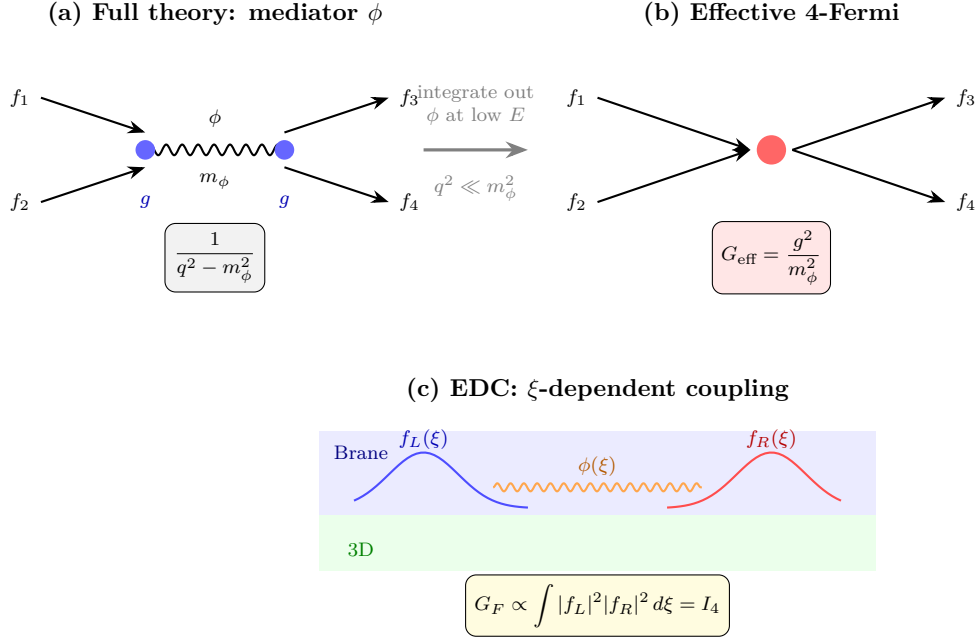 (a) Full theory: mediator ϕ
(b) Effective 4-Fermi
f₁
f₂
ϕ
m_ϕ
g
g
f₃
f₄
1/(q² − m_ϕ²)
integrate out
ϕ at low E
q² ≪ m_ϕ²
f₁
f₂
f₃
f₄
G_eff = g²/m_ϕ²
(c) EDC: ξ-dependent coupling
Brane
f_L(ξ)
ϕ(ξ)
f_R(ξ)
3D
G_F ∝ ∫ |f_L|²|f_R|² dξ = I₄